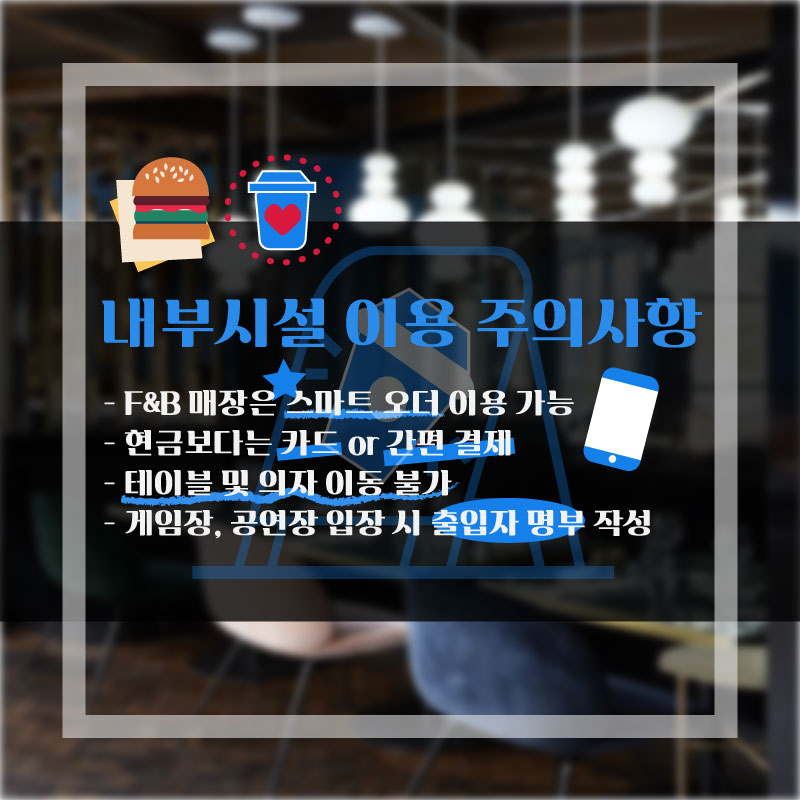 내부시설 이용 주의사항
- F&B 매장은 스마트 오더 이용 가능
- 현금보다는 카드 or 간편 결제
- 테이블 및 의자 이동 불가
- 게임장, 공연장 입장 시 출입자 명부 작성